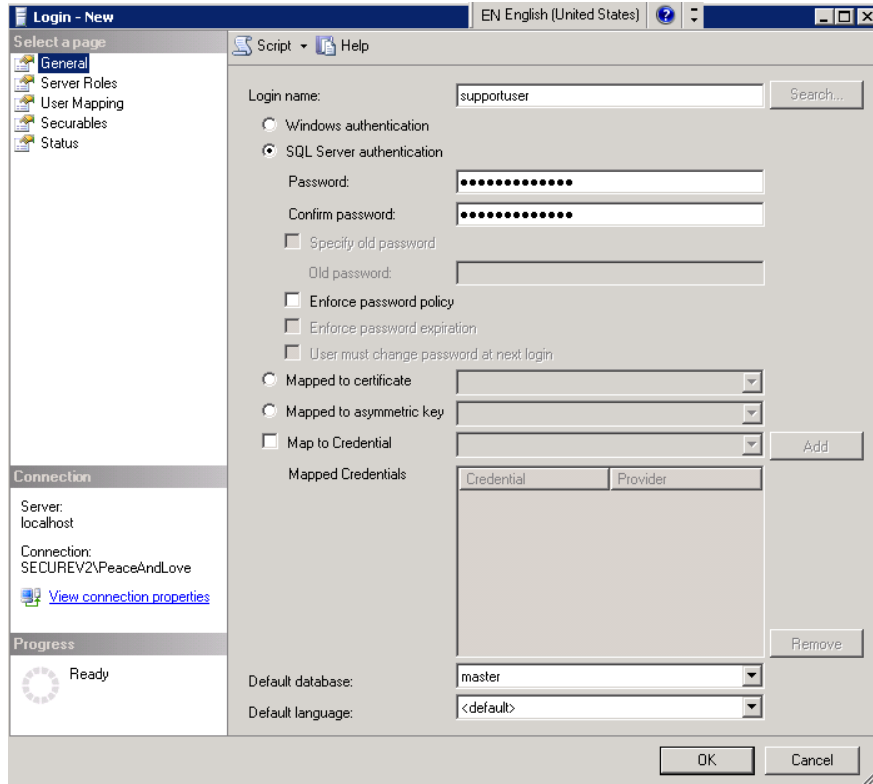 Login - New
EN English (United States)
Select a page
General
Server Roles
User Mapping
Securables
Status
Script
Help
Login name:
supportuser
Search...
Windows authentication
SQL Server authentication
Password:
•••••••••••••
Confirm password:
•••••••••••••
Specify old password
Old password:
Enforce password policy
Enforce password expiration
User must change password at next login
Mapped to certificate
Mapped to asymmetric key
Map to Credential
Add
Mapped Credentials
Credential
Provider
Remove
Default database:
master
Default language:
<default>
Connection
Server:
localhost
Connection:
SECUREV2\PeaceAndLove
View connection properties
Progress
Ready
OK
Cancel